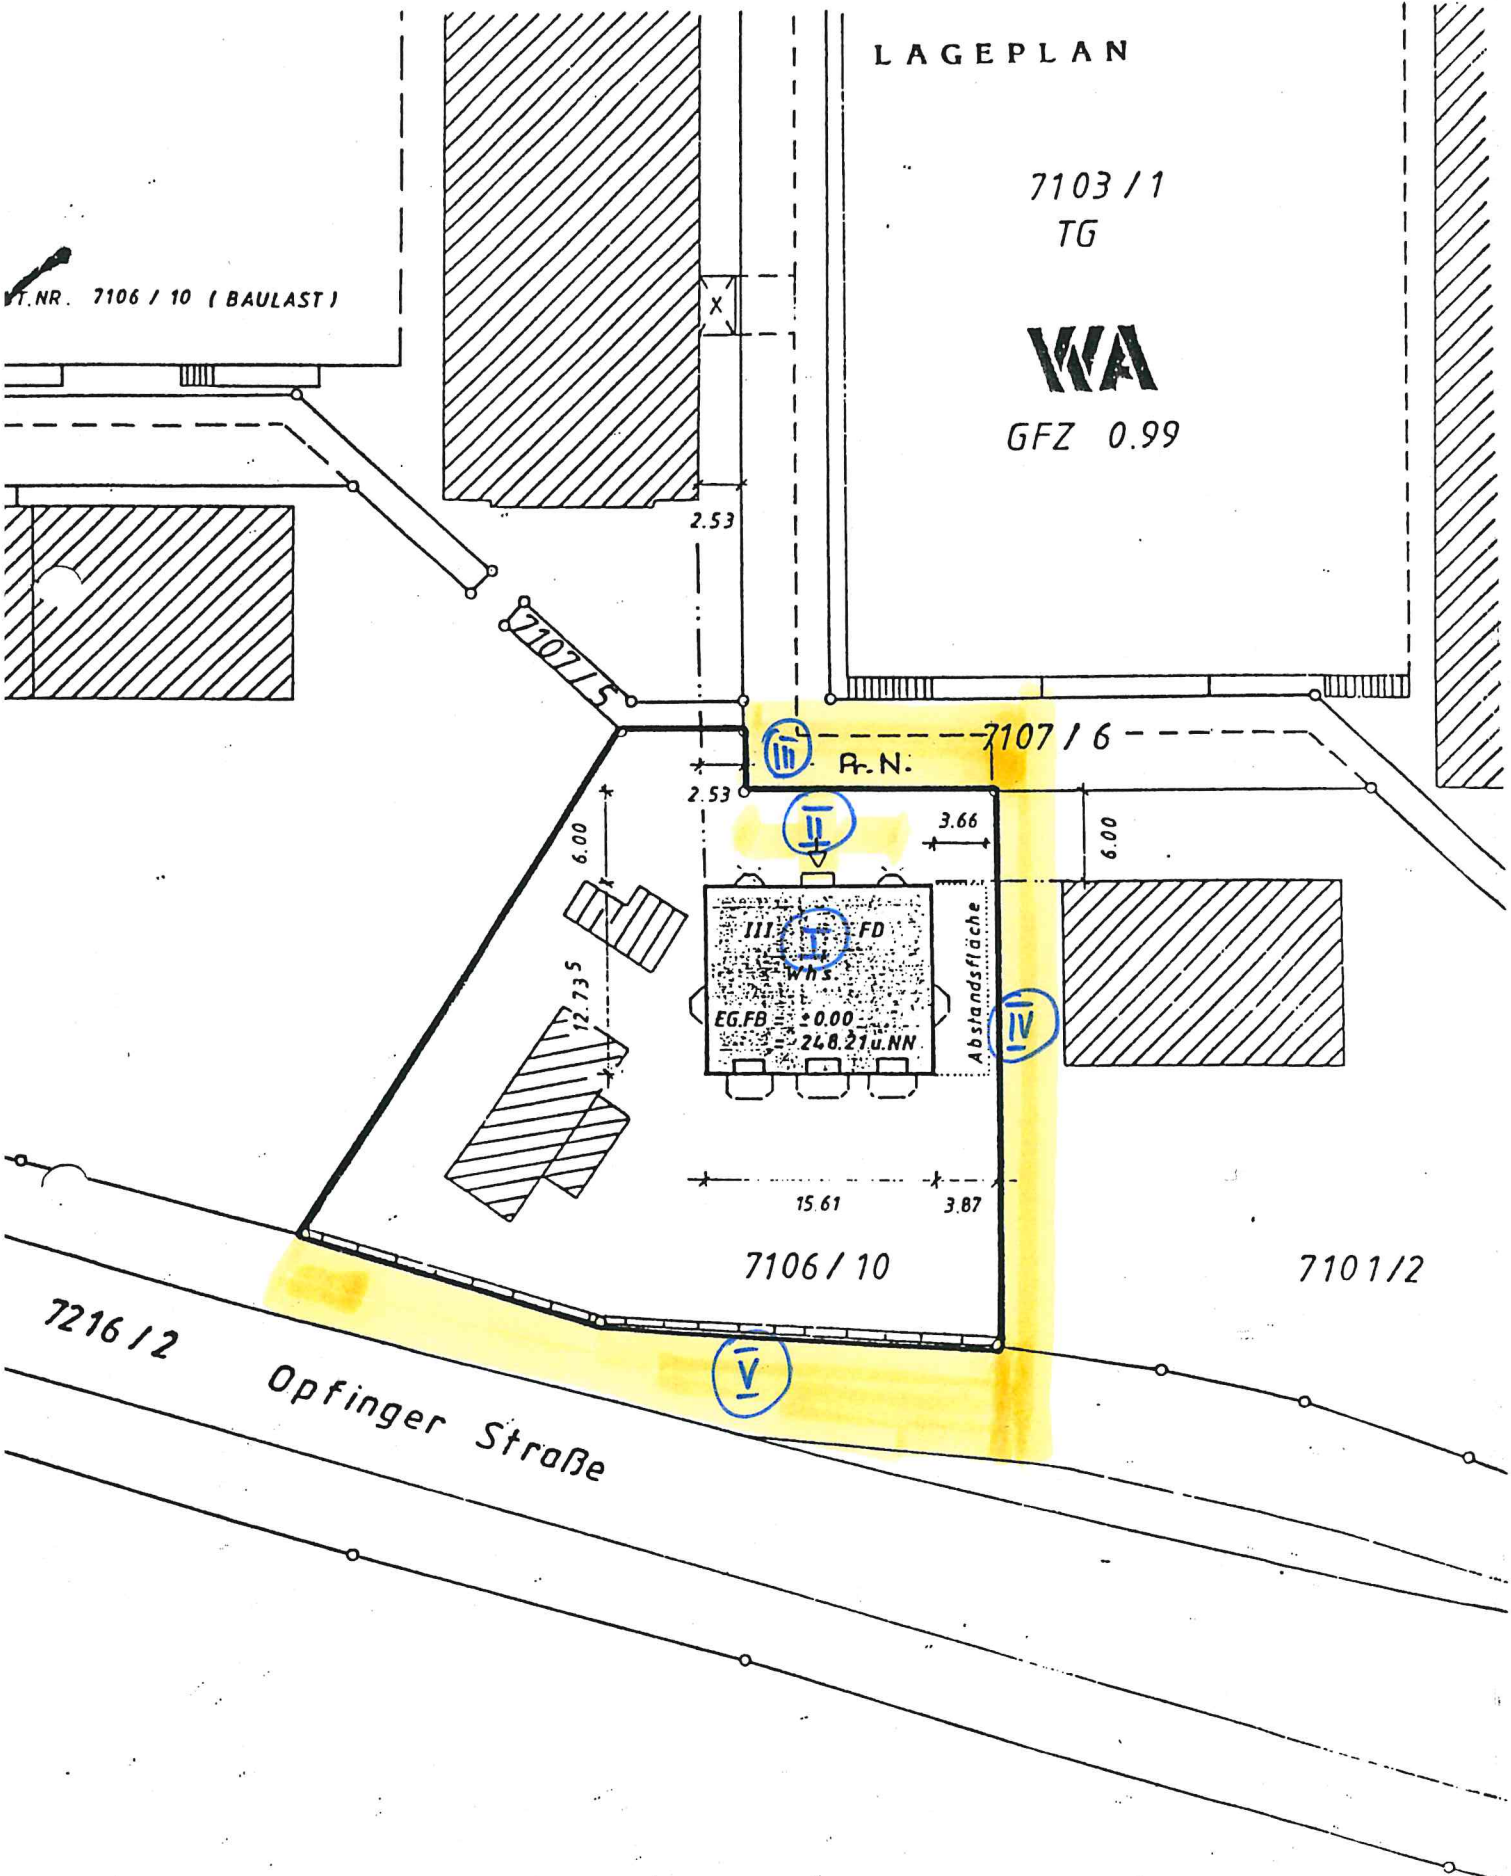 LAGEPLAN
7103 / 1
TG
T.NR. 7106 / 10 ( BAULAST )
X
WA
GFZ 0.99
2.53
7107 / 5
7107 / 6
III
Pr. N.
2.53
II
3.66
6.00
6.00
III
I
FD
Whs.
Abstandsfläche
12.735
EG.FB = ±0.00
= 248.21 ü.NN
IV
15.61
3.87
7106 / 10
7101/2
7216 / 2
V
Opfinger Straße